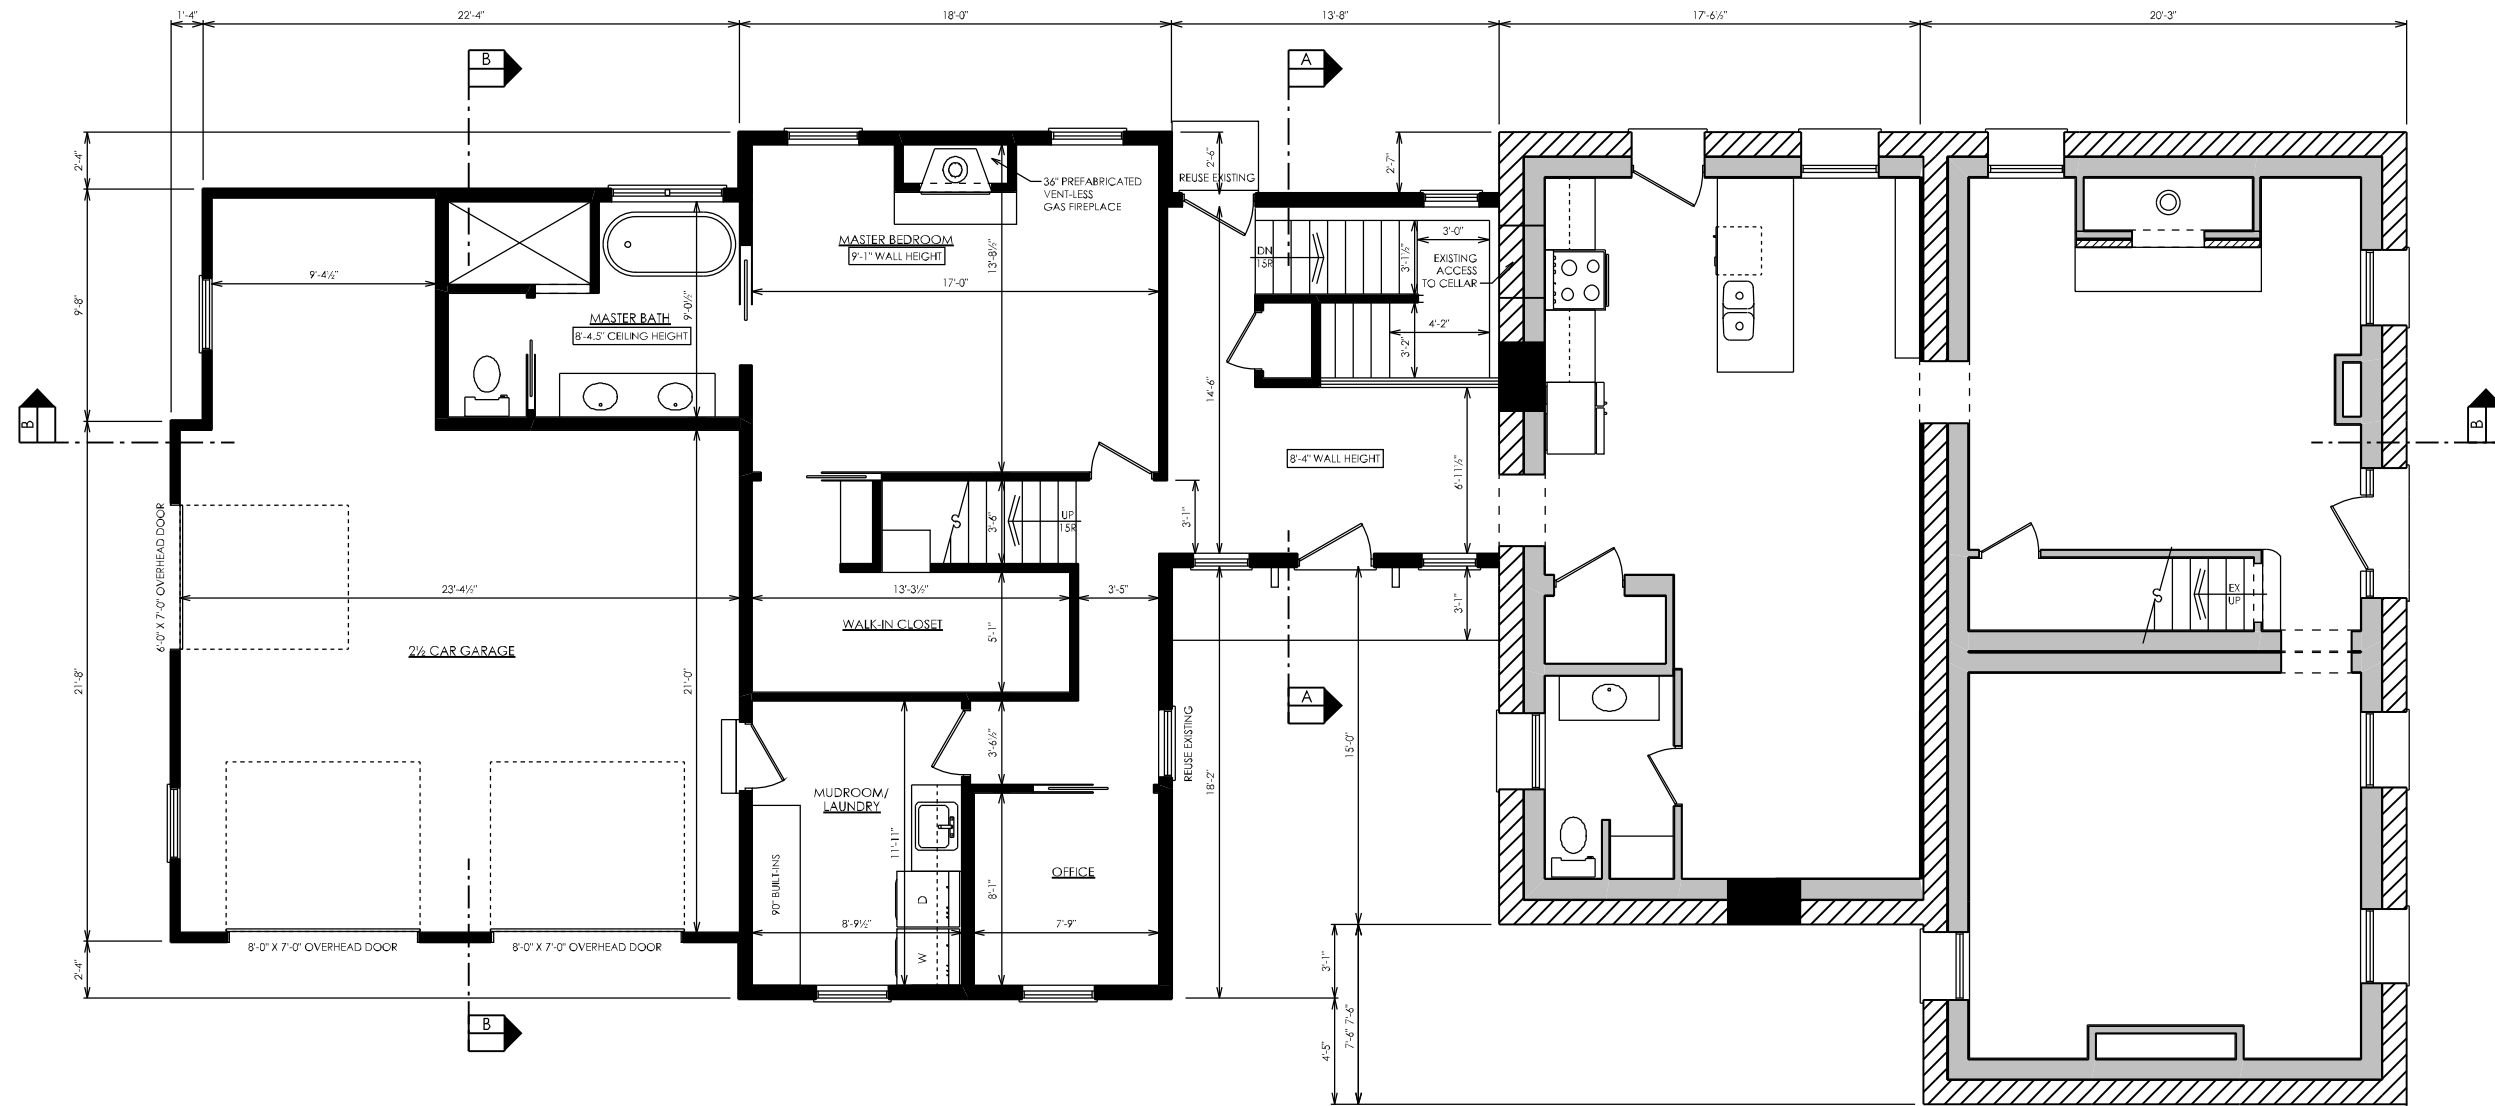 1'-4"
22'-4"
18'-0"
13'-8"
17'-6½"
20'-3"
B
A
2'-4"
2'-6"
2'-7"
REUSE EXISTING
36" PREFABRICATED
VENT-LESS
GAS FIREPLACE
MASTER BEDROOM
9'-1" WALL HEIGHT
13'-8½"
DN
15R
3'-1½"
3'-0"
EXISTING
ACCESS
TO CELLAR
9'-4½"
17'-0"
9'-8"
9'-0½"
MASTER BATH
8'-4.5" CEILING HEIGHT
4'-2"
3'-2"
14'-6"
B
B
8'-4" WALL HEIGHT
6'-11½"
6'-0" X 7'-0" OVERHEAD DOOR
3'-6"
UP
15R
3'-1"
23'-4½"
13'-3½"
3'-5"
3'-1"
EX
UP
WALK-IN CLOSET
5'-1"
2½ CAR GARAGE
21'-8"
21'-0"
A
3'-6½"
REUSE EXISTING
15'-0"
18'-2"
MUDROOM/
LAUNDRY
11'-11"
90" BUILT-INS
OFFICE
8'-1"
D
8'-9½"
7'-9"
W
8'-0" X 7'-0" OVERHEAD DOOR
8'-0" X 7'-0" OVERHEAD DOOR
2'-4"
3'-1"
B
4'-5"
7'-6" 7'-6"